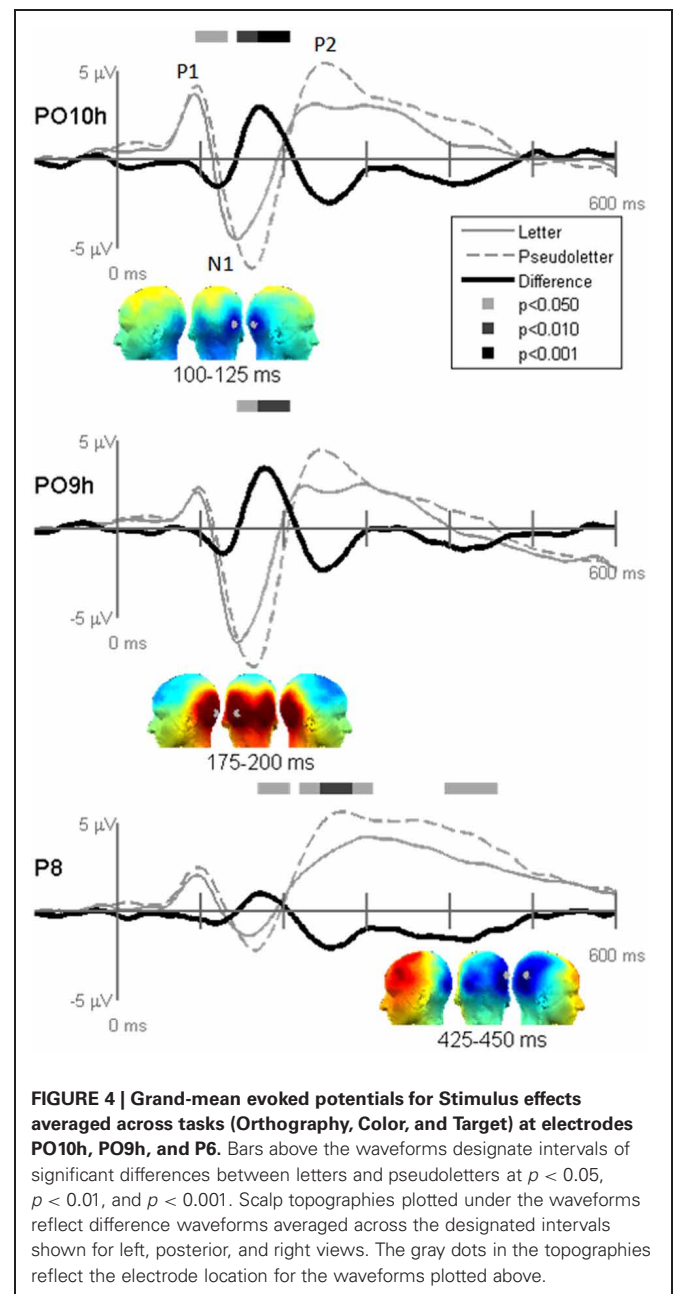 5 µV
P1
P2
PO10h
600 ms
-5 µV
N1
0 ms
Letter
Pseudoletter
Difference
p<0.050
p<0.010
p<0.001
100-125 ms
5 µV
PO9h
600 ms
-5 µV
0 ms
175-200 ms
5 µV
P8
600 ms
-5 µV
0 ms
425-450 ms
FIGURE 4 | Grand-mean evoked potentials for Stimulus effects
averaged across tasks (Orthography, Color, and Target) at electrodes
PO10h, PO9h, and P6. Bars above the waveforms designate intervals of
significant differences between letters and pseudoletters at p < 0.05,
p < 0.01, and p < 0.001. Scalp topographies plotted under the waveforms
reflect difference waveforms averaged across the designated intervals
shown for left, posterior, and right views. The gray dots in the topographies
reflect the electrode location for the waveforms plotted above.